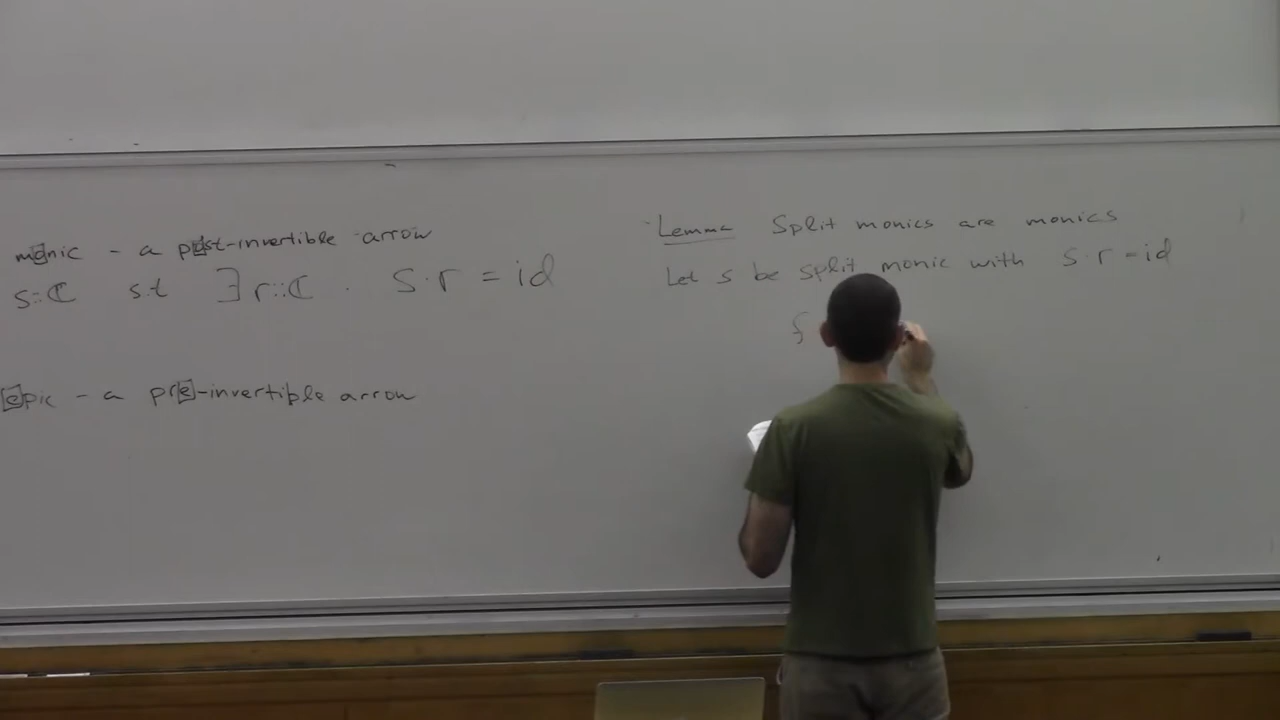 monic - a post-invertible arrow
s::ℂ s.t ∃r::ℂ . s·r = id
epic - a pre-invertible arrow
Lemma Split monics are monics
Let s be split monic with s·r = id
f